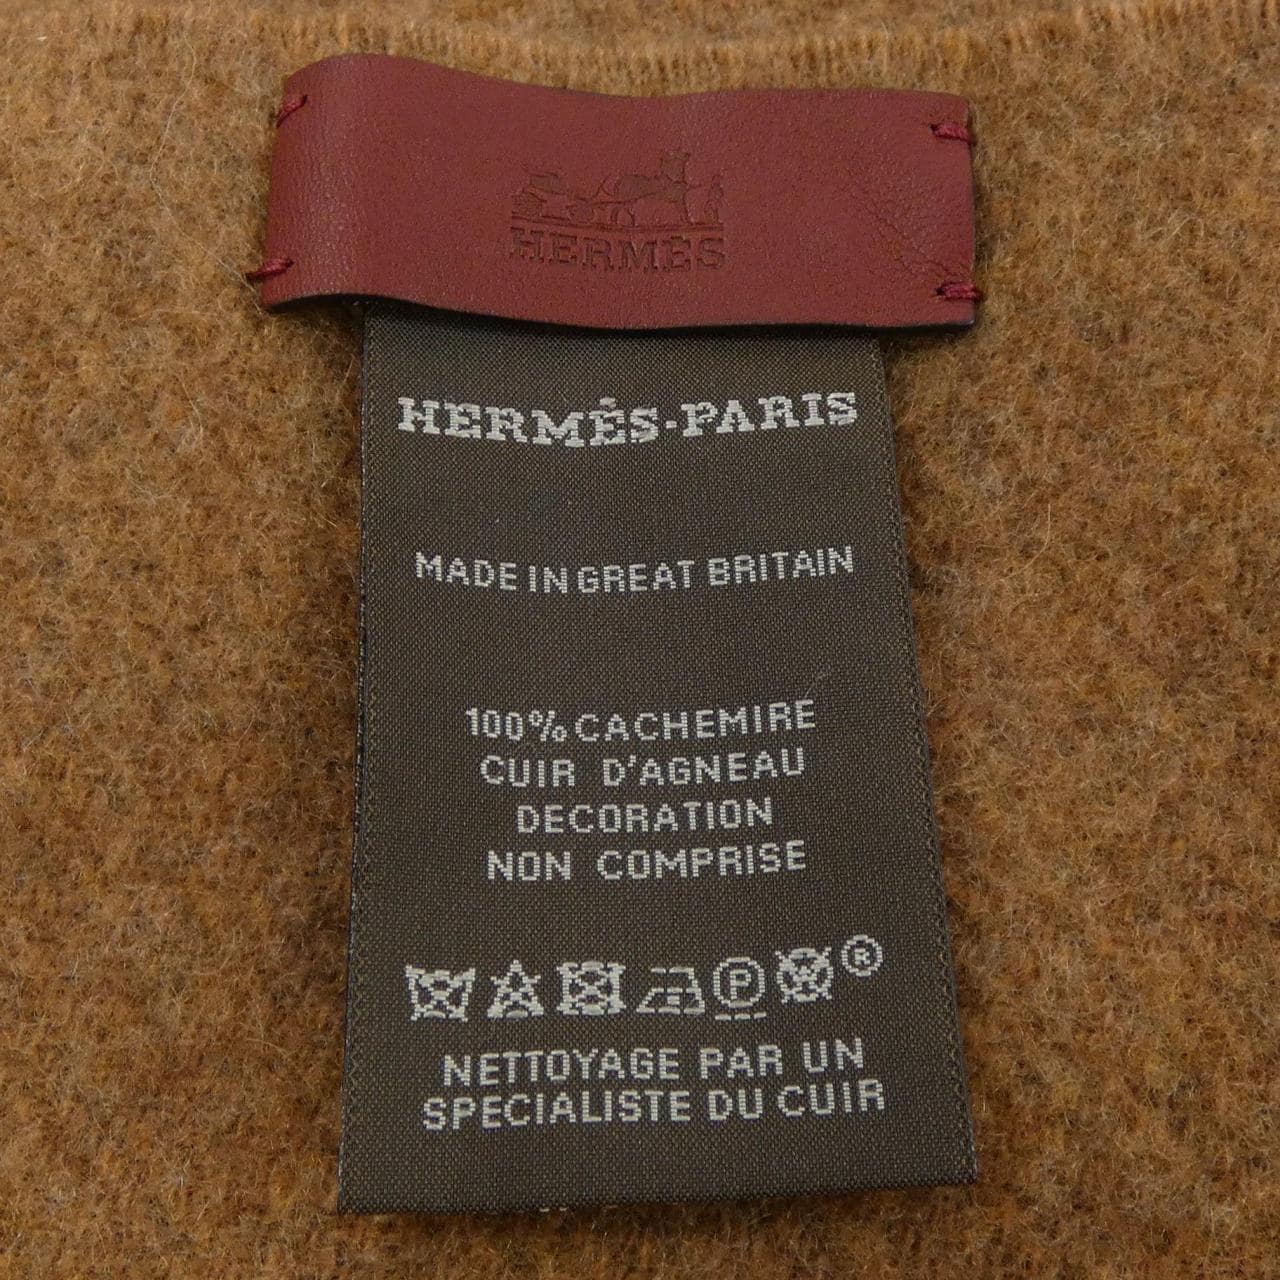 HERMÈS
HERMÈS-PARIS
MADE IN GREAT BRITAIN
100% CACHEMIRE
CUIR D'AGNEAU
DECORATION
NON COMPRISE
P ®
NETTOYAGE PAR UN
SPECIALISTE DU CUIR